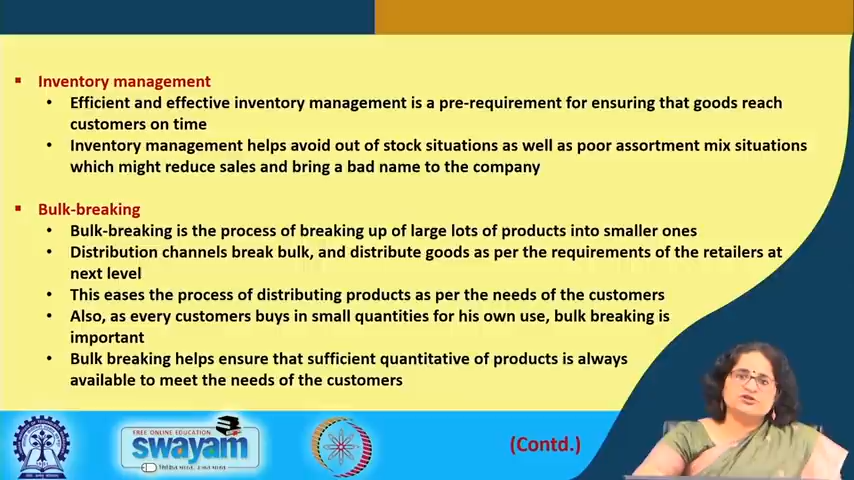 Inventory management
Efficient and effective inventory management is a pre-requirement for ensuring that goods reach
customers on time
Inventory management helps avoid out of stock situations as well as poor assortment mix situations
which might reduce sales and bring a bad name to the company
Bulk-breaking
Bulk-breaking is the process of breaking up of large lots of products into smaller ones
Distribution channels break bulk, and distribute goods as per the requirements of the retailers at
next level
This eases the process of distributing products as per the needs of the customers
Also, as every customers buys in small quantities for his own use, bulk breaking is
important
Bulk breaking helps ensure that sufficient quantitative of products is always
available to meet the needs of the customers
FREE ONLINE EDUCATION
swayam
(Contd.)